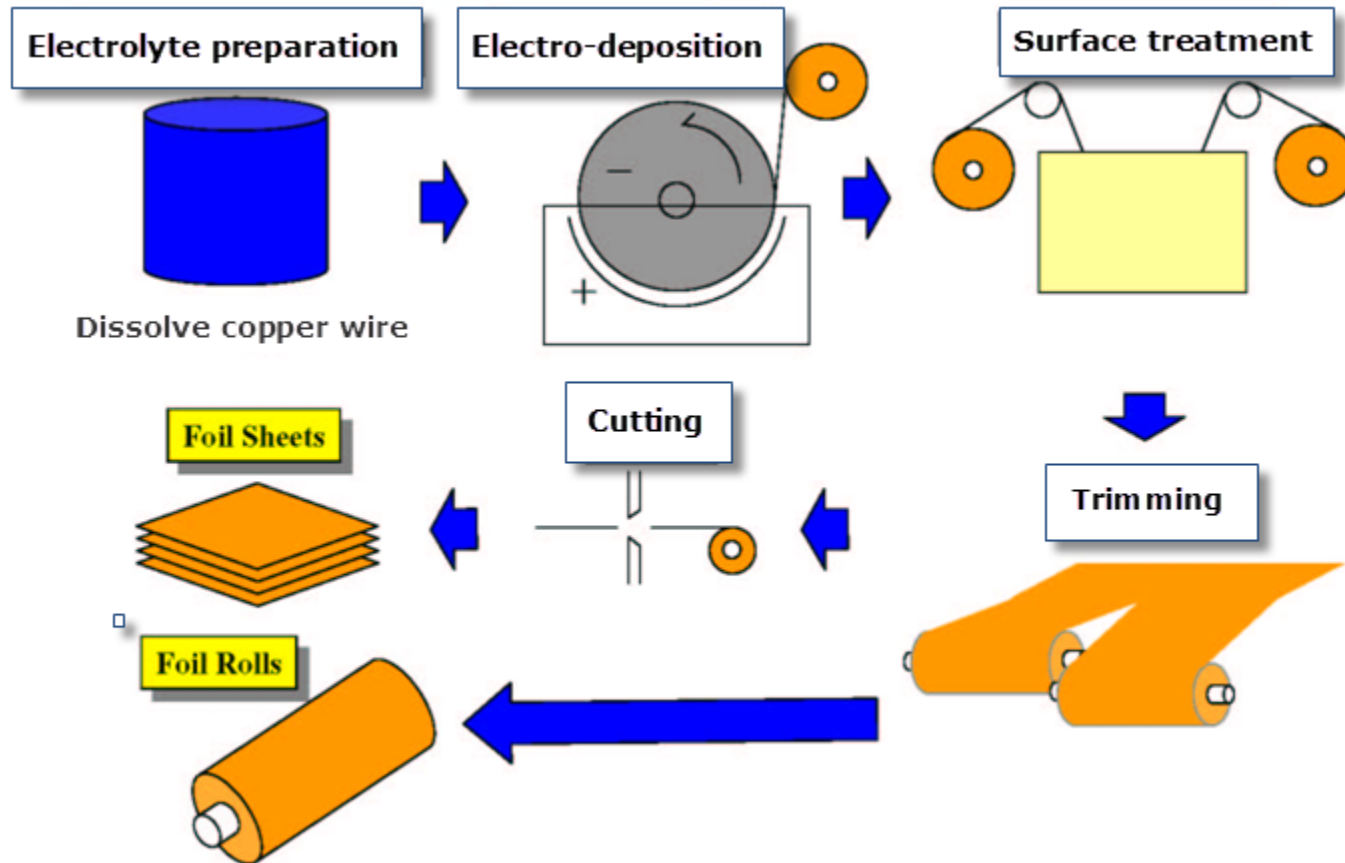 Electrolyte preparation
Electro-deposition
Surface treatment
−
+
Dissolve copper wire
Foil Sheets
Cutting
Trimming
Foil Rolls